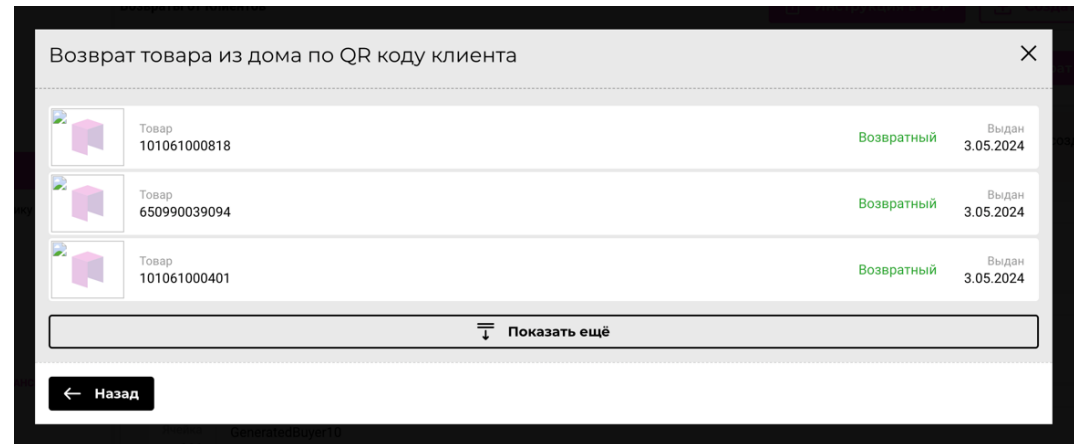 Возврат товара из дома по QR коду клиента
Товар
101061000818
Возвратный
Выдан
3.05.2024
Товар
650990039094
Возвратный
Выдан
3.05.2024
Товар
101061000401
Возвратный
Выдан
3.05.2024
Показать ещё
Назад
GeneratedBuyer10